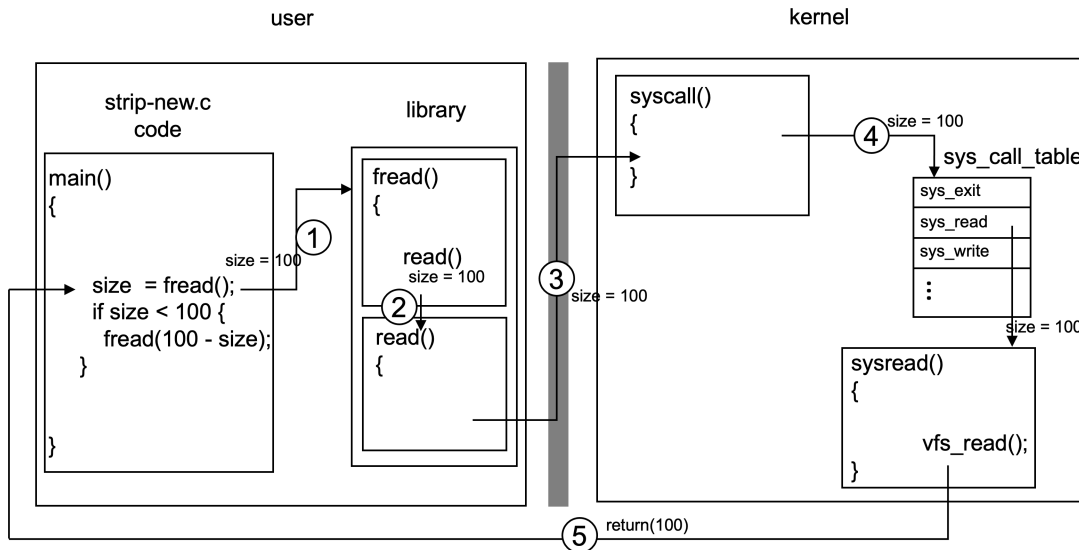 user
kernel
strip-new.c
code
library
main()
{
size = fread();
if size < 100 {
fread(100 - size);
}
}
size = 100
1
fread()
{
read()
size = 100
2
read()
{
3
size = 100
syscall()
{
}
4
size = 100
sys_call_table
sys_exit
sys_read
sys_write
⋮
size = 100
sysread()
{
vfs_read();
}
5
return(100)